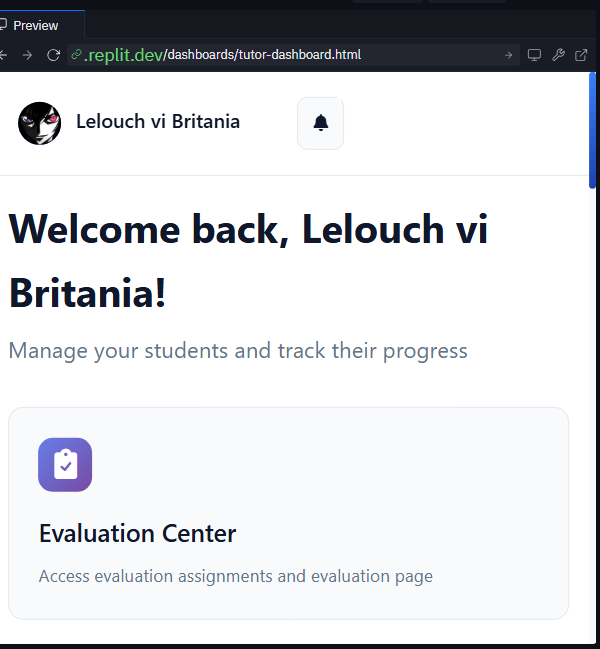 Preview
.replit.dev/dashboards/tutor-dashboard.html
Lelouch vi Britania
Welcome back, Lelouch vi
Britania!
Manage your students and track their progress
Evaluation Center
Access evaluation assignments and evaluation page